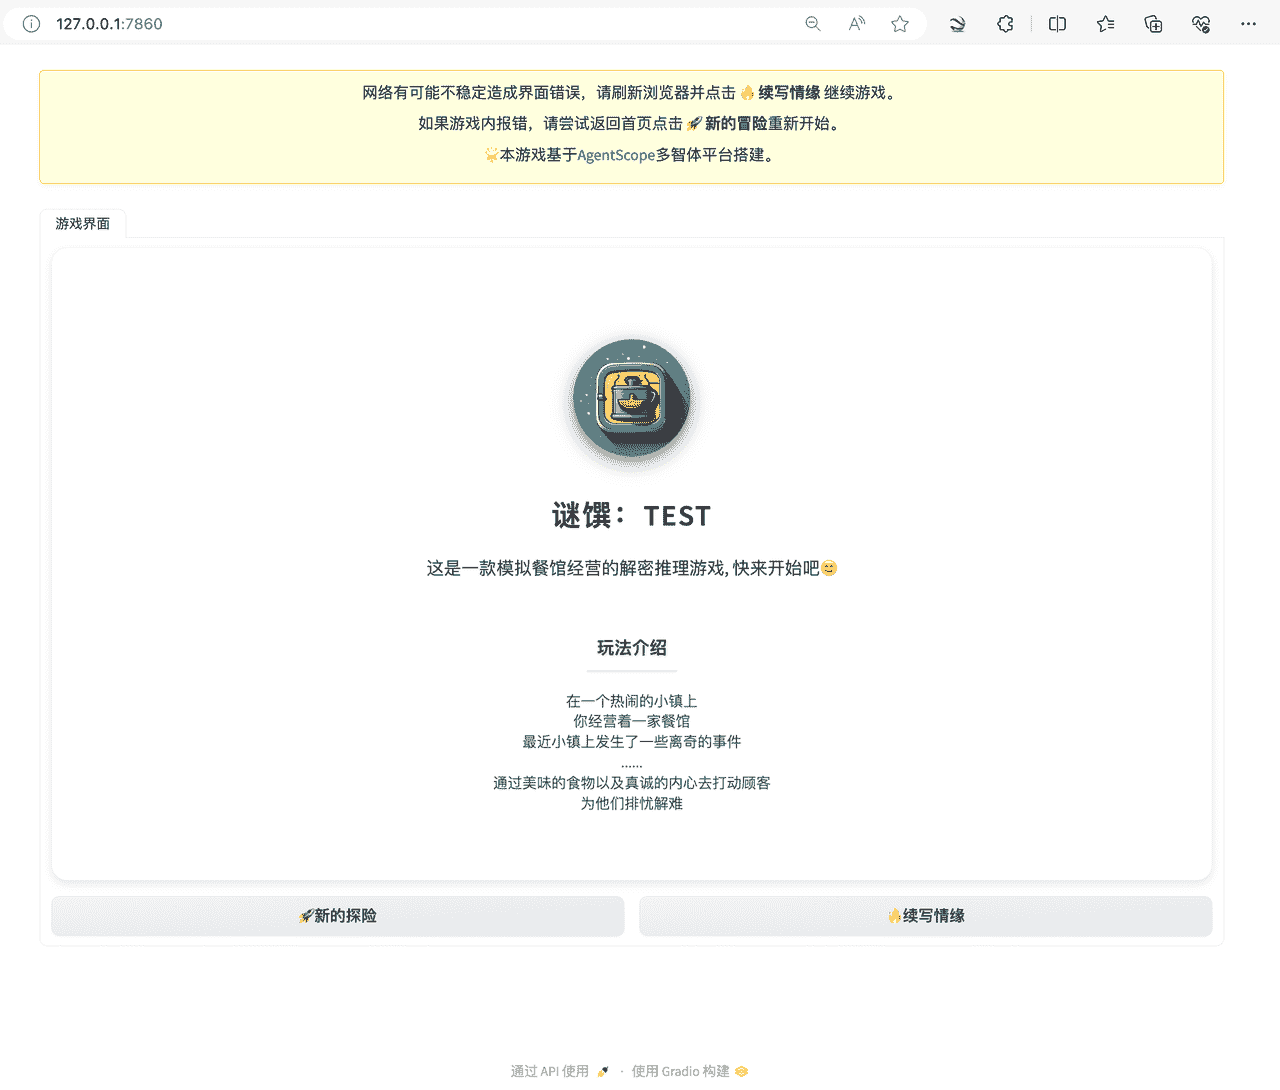 127.0.0.1:7860
网络有可能不稳定造成界面错误，请刷新浏览器并点击 🔥 续写情缘 继续游戏。
如果游戏内报错，请尝试返回首页点击 🚀 新的冒险重新开始。
🌟本游戏基于AgentScope多智体平台搭建。
游戏界面
谜馔：TEST
这是一款模拟餐馆经营的解密推理游戏, 快来开始吧😊
玩法介绍
在一个热闹的小镇上
你经营着一家餐馆
最近小镇上发生了一些离奇的事件
......
通过美味的食物以及真诚的内心去打动顾客
为他们排忧解难
🚀新的探险
🔥续写情缘
通过 API 使用 🚀 · 使用 Gradio 构建